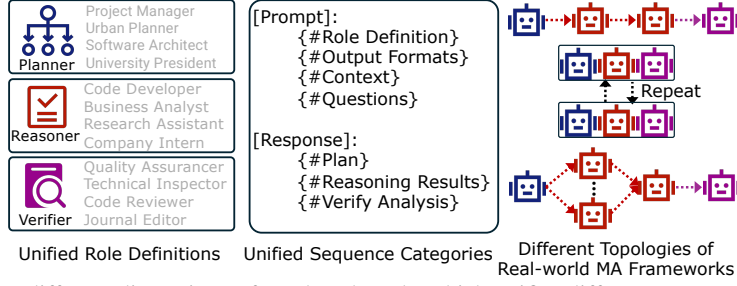 Project Manager
Urban Planner
Software Architect
University President
Planner
Code Developer
Business Analyst
Research Assistant
Company Intern
Reasoner
Quality Assurancer
Technical Inspector
Code Reviewer
Journal Editor
Verifier
Unified Role Definitions
[Prompt]:
{#Role Definition}
{#Output Formats}
{#Context}
{#Questions}
[Response]:
{#Plan}
{#Reasoning Results}
{#Verify Analysis}
Unified Sequence Categories
Repeat
Different Topologies of
Real-world MA Frameworks